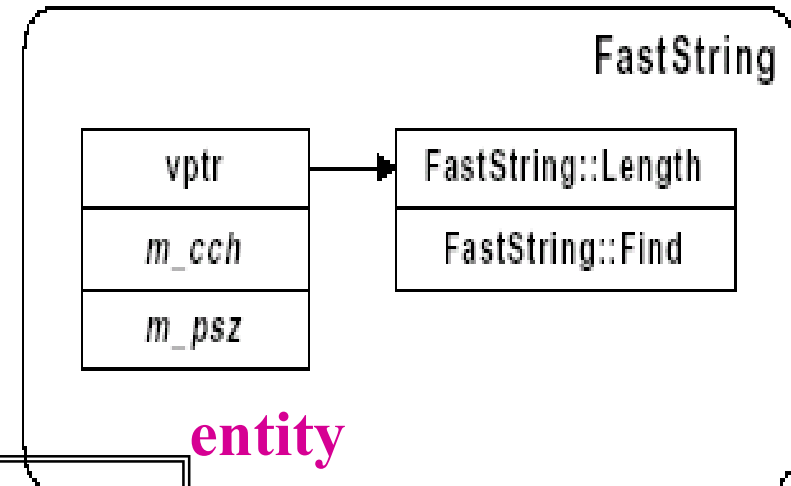 FastString
vptr
FastString::Length
m_cch
FastString::Find
m_psz
entity